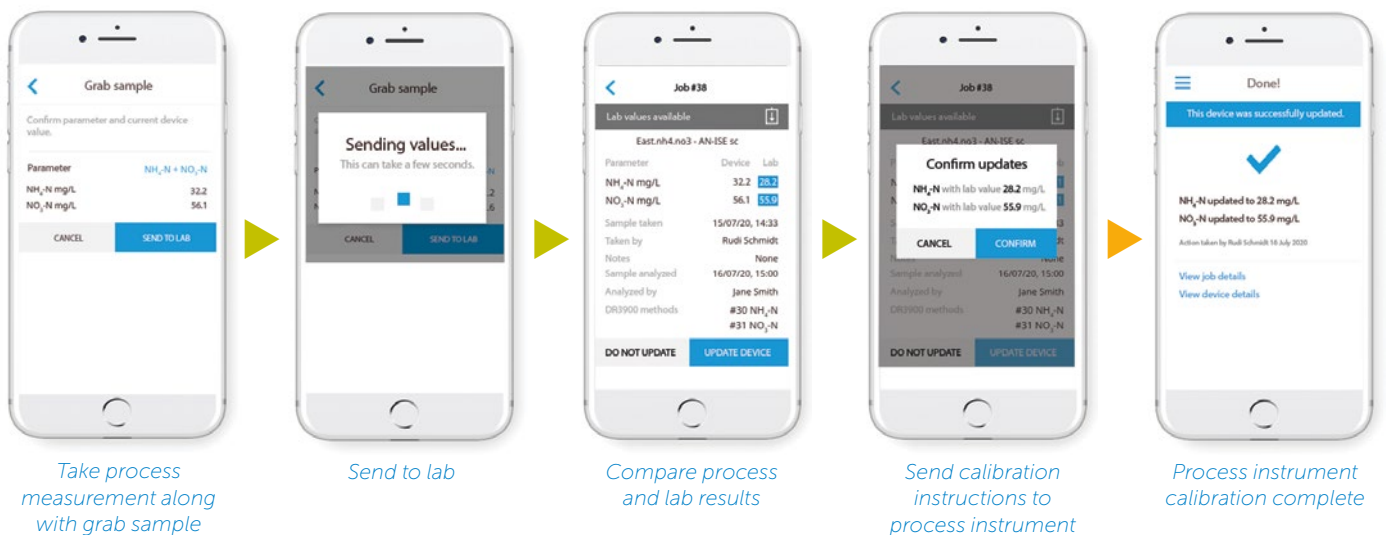 Grab sample
Confirm parameter and current device
value.
Parameter NH₄-N + NO₃-N
NH₄-N mg/L 32.2
NO₃-N mg/L 56.1
CANCEL SEND TO LAB
Take process
measurement along
with grab sample
Grab sample
Sending values...
This can take a few seconds.
CANCEL SEND TO LAB
Send to lab
Job #38
Lab values available
East.nh4.no3 - AN-ISE sc
Parameter Device Lab
NH₄-N mg/L 32.2 28.2
NO₃-N mg/L 56.1 55.9
Sample taken 15/07/20, 14:33
Taken by Rudi Schmidt
Notes None
Sample analyzed 16/07/20, 15:00
Analyzed by Jane Smith
DR3900 methods #30 NH₄-N
#31 NO₃-N
DO NOT UPDATE UPDATE DEVICE
Compare process
and lab results
Job #38
Lab values available
East.nh4.no3 - AN-ISE sc
Confirm updates
NH₄-N with lab value 28.2 mg/L
NO₃-N with lab value 55.9 mg/L
CANCEL CONFIRM
Notes None
Sample analyzed 16/07/20, 15:00
Analyzed by Jane Smith
DR3900 methods #30 NH₄-N
#31 NO₃-N
DO NOT UPDATE UPDATE DEVICE
Send calibration
instructions to
process instrument
Done!
This device was successfully updated.
NH₄-N updated to 28.2 mg/L
NO₃-N updated to 55.9 mg/L
Action taken by Rudi Schmidt 16 July 2020
View job details
View device details
Process instrument
calibration complete